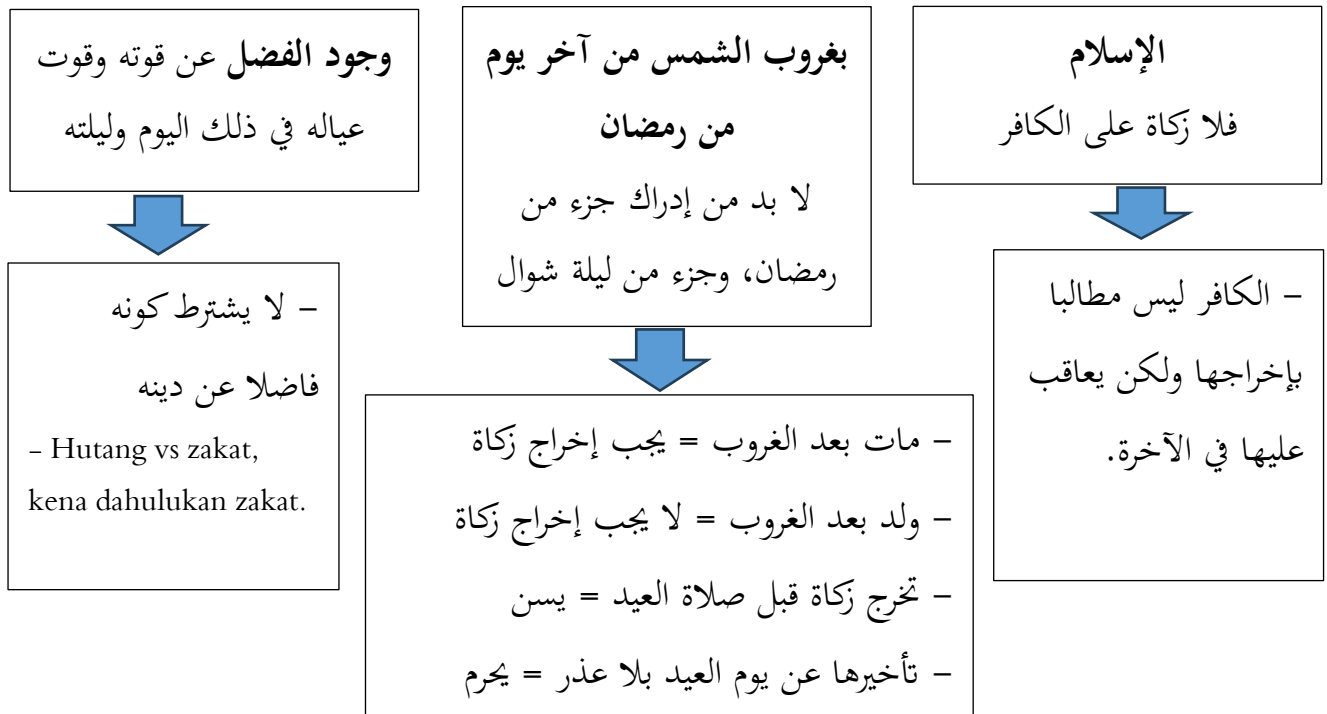 الإسلام
فلا زكاة على الكافر
– الكافر ليس مطالبا
بإخراجها ولكن يعاقب
عليها في الآخرة.
بغروب الشمس من آخر يوم
من رمضان
لا بد من إدراك جزء من
رمضان، وجزء من ليلة شوال
– مات بعد الغروب = يجب إخراج زكاة
– ولد بعد الغروب = لا يجب إخراج زكاة
– تخرج زكاة قبل صلاة العيد = يسن
– تأخيرها عن يوم العيد بلا عذر = يحرم
وجود الفضل عن قوته وقوت
عياله في ذلك اليوم وليلته
– لا يشترط كونه
فاضلا عن دينه
– Hutang vs zakat,
kena dahulukan zakat.